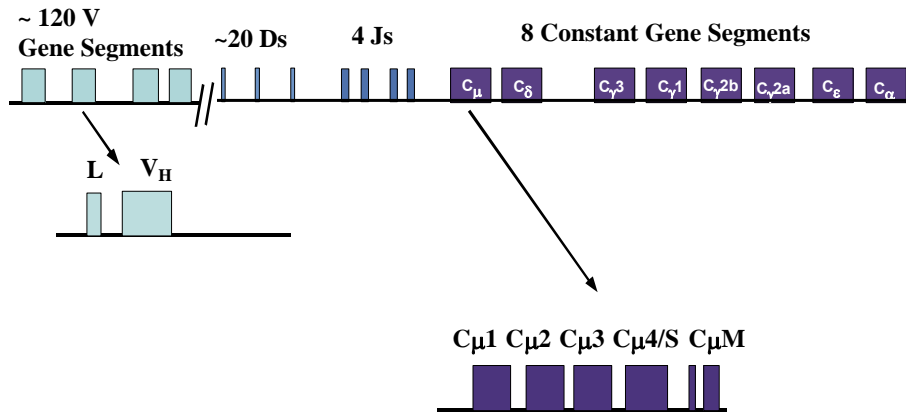 ~ 120 V
Gene Segments
~20 Ds
4 Js
8 Constant Gene Segments
Cμ Cδ Cγ3 Cγ1 Cγ2b Cγ2a Cε Cα
L VH
Cμ1 Cμ2 Cμ3 Cμ4/S CμM